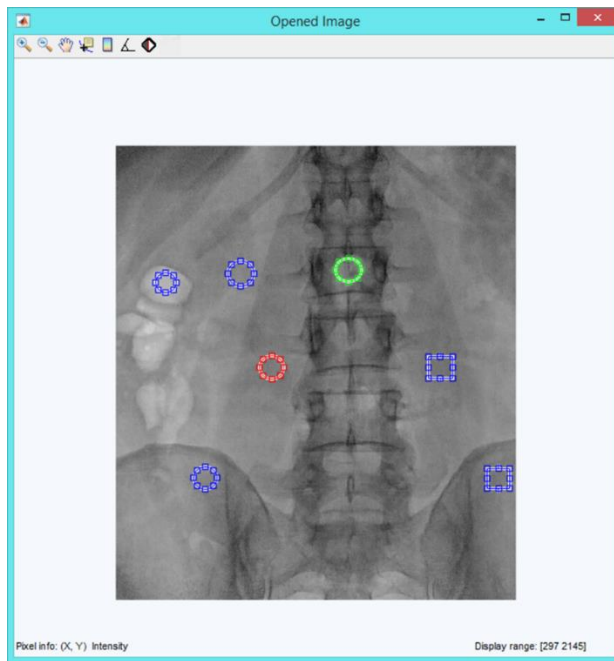 Opened Image
Pixel info: (X, Y) Intensity
Display range: [297 2145]